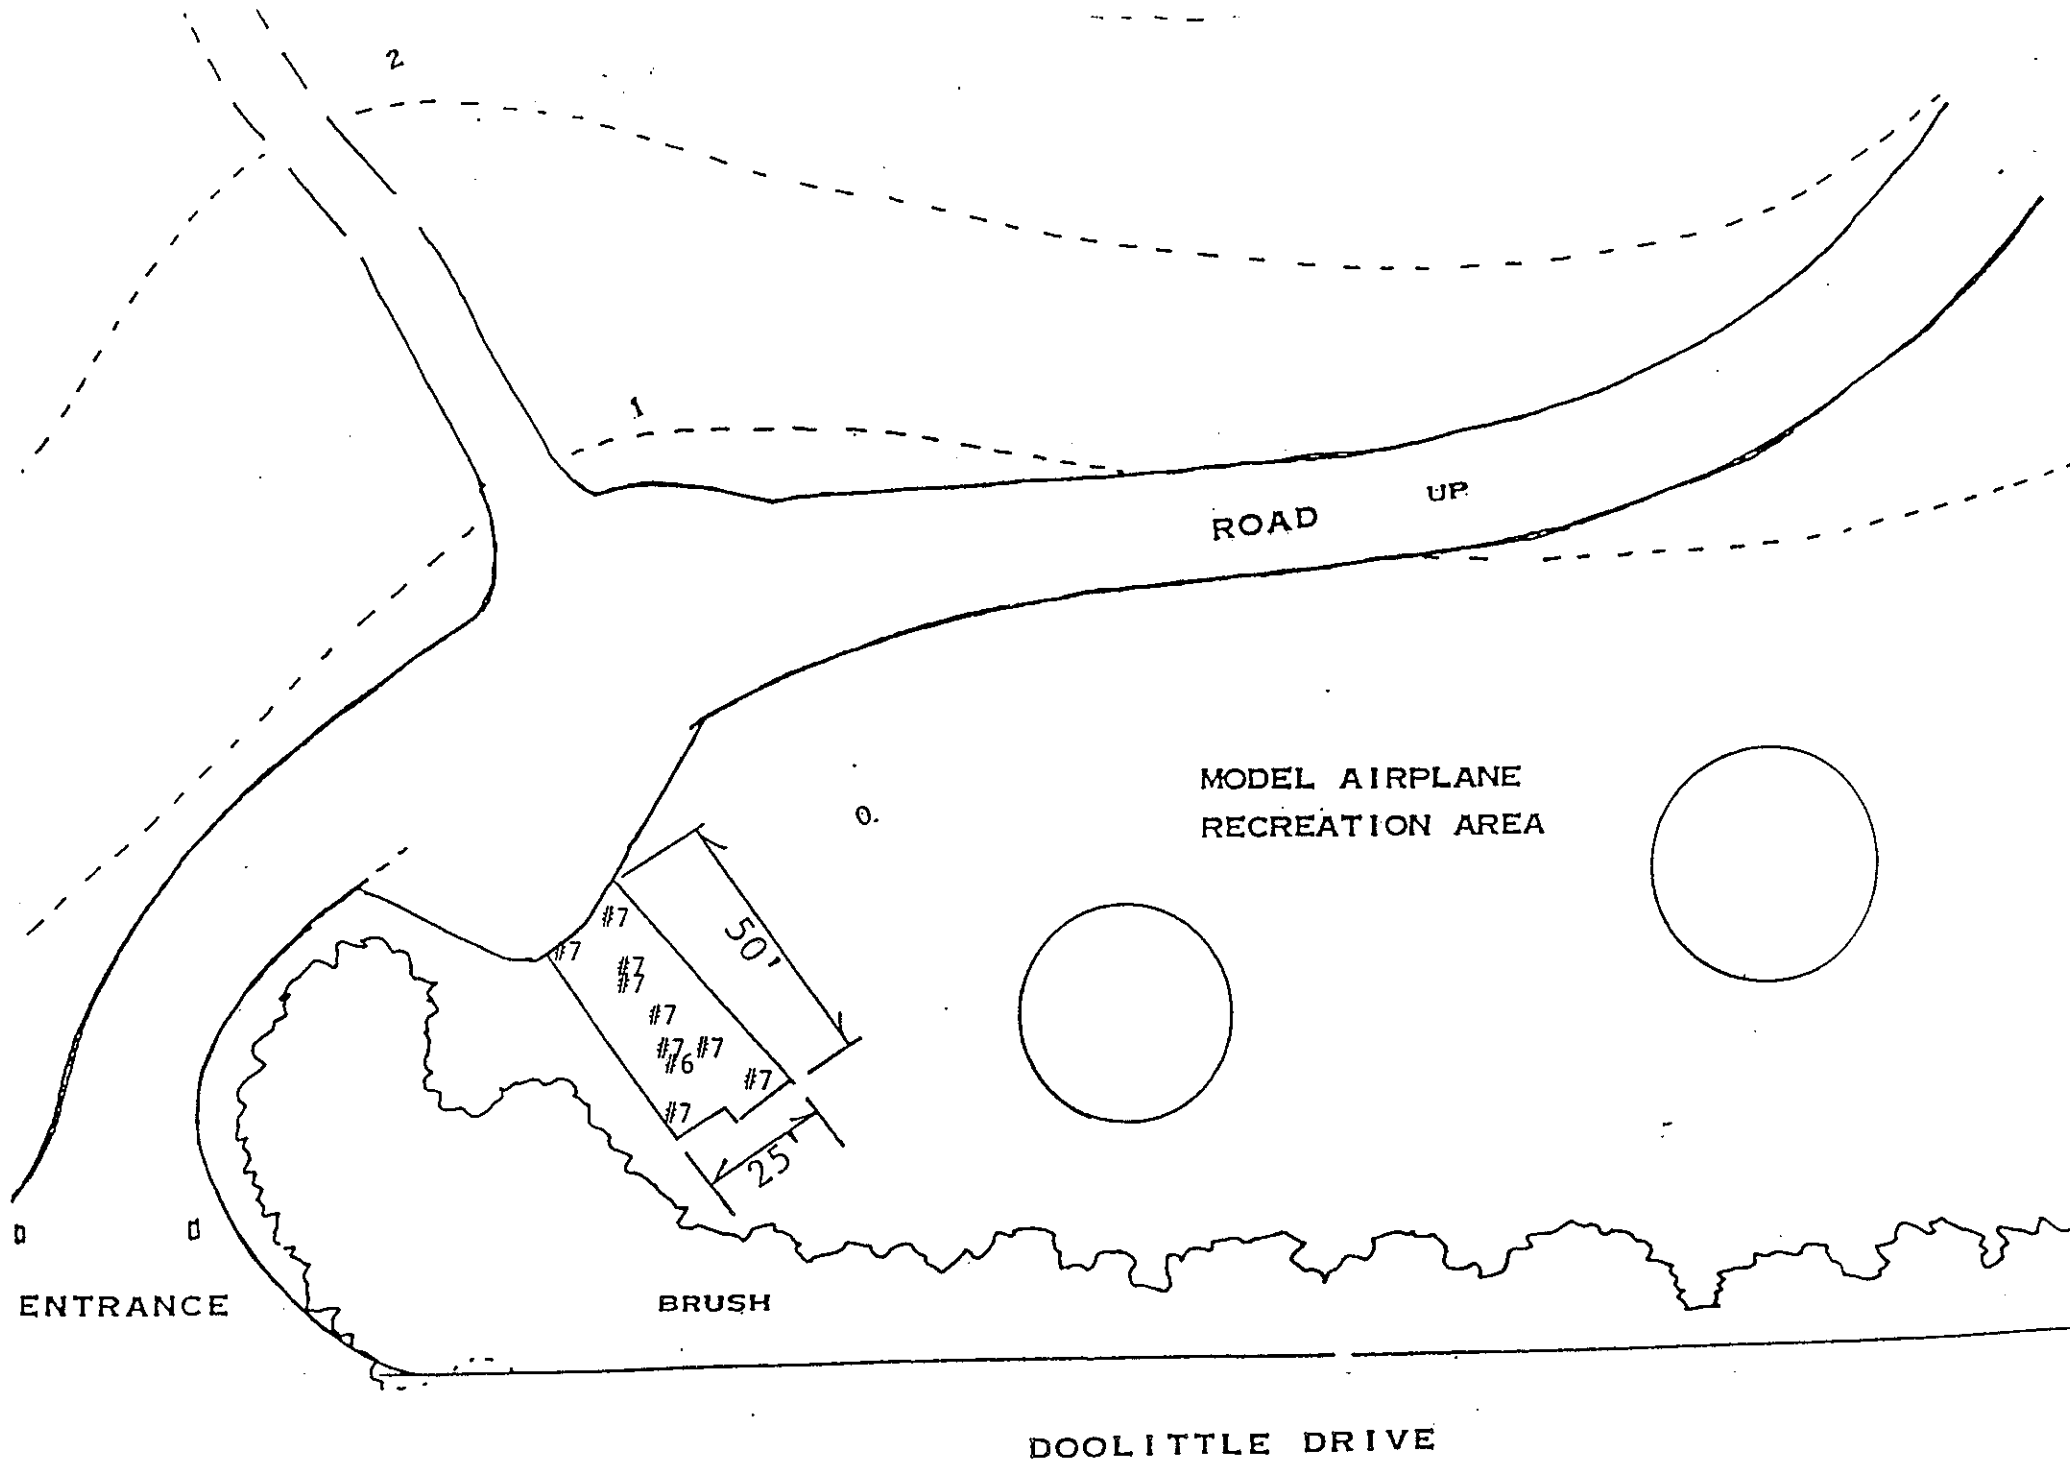 2
1
UP
ROAD
MODEL AIRPLANE
RECREATION AREA
0.
#7
50'
#7
#7
#7
#7
#7 #7
#6
#7
#7
25'
ENTRANCE
BRUSH
DOOLITTLE DRIVE